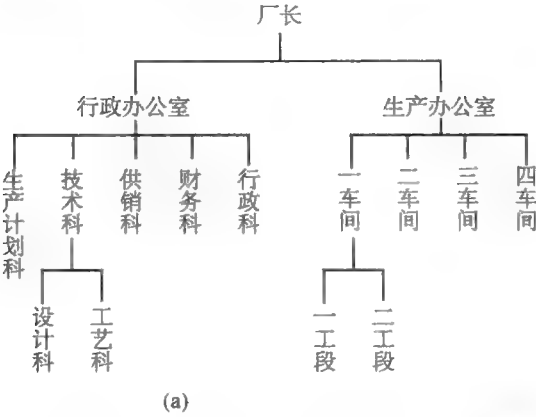 厂长
行政办公室
生产办公室
生产计划科
技术科
供销科
财务科
行政科
一车间
二车间
三车间
四车间
设计科
工艺科
一工段
二工段
(a)